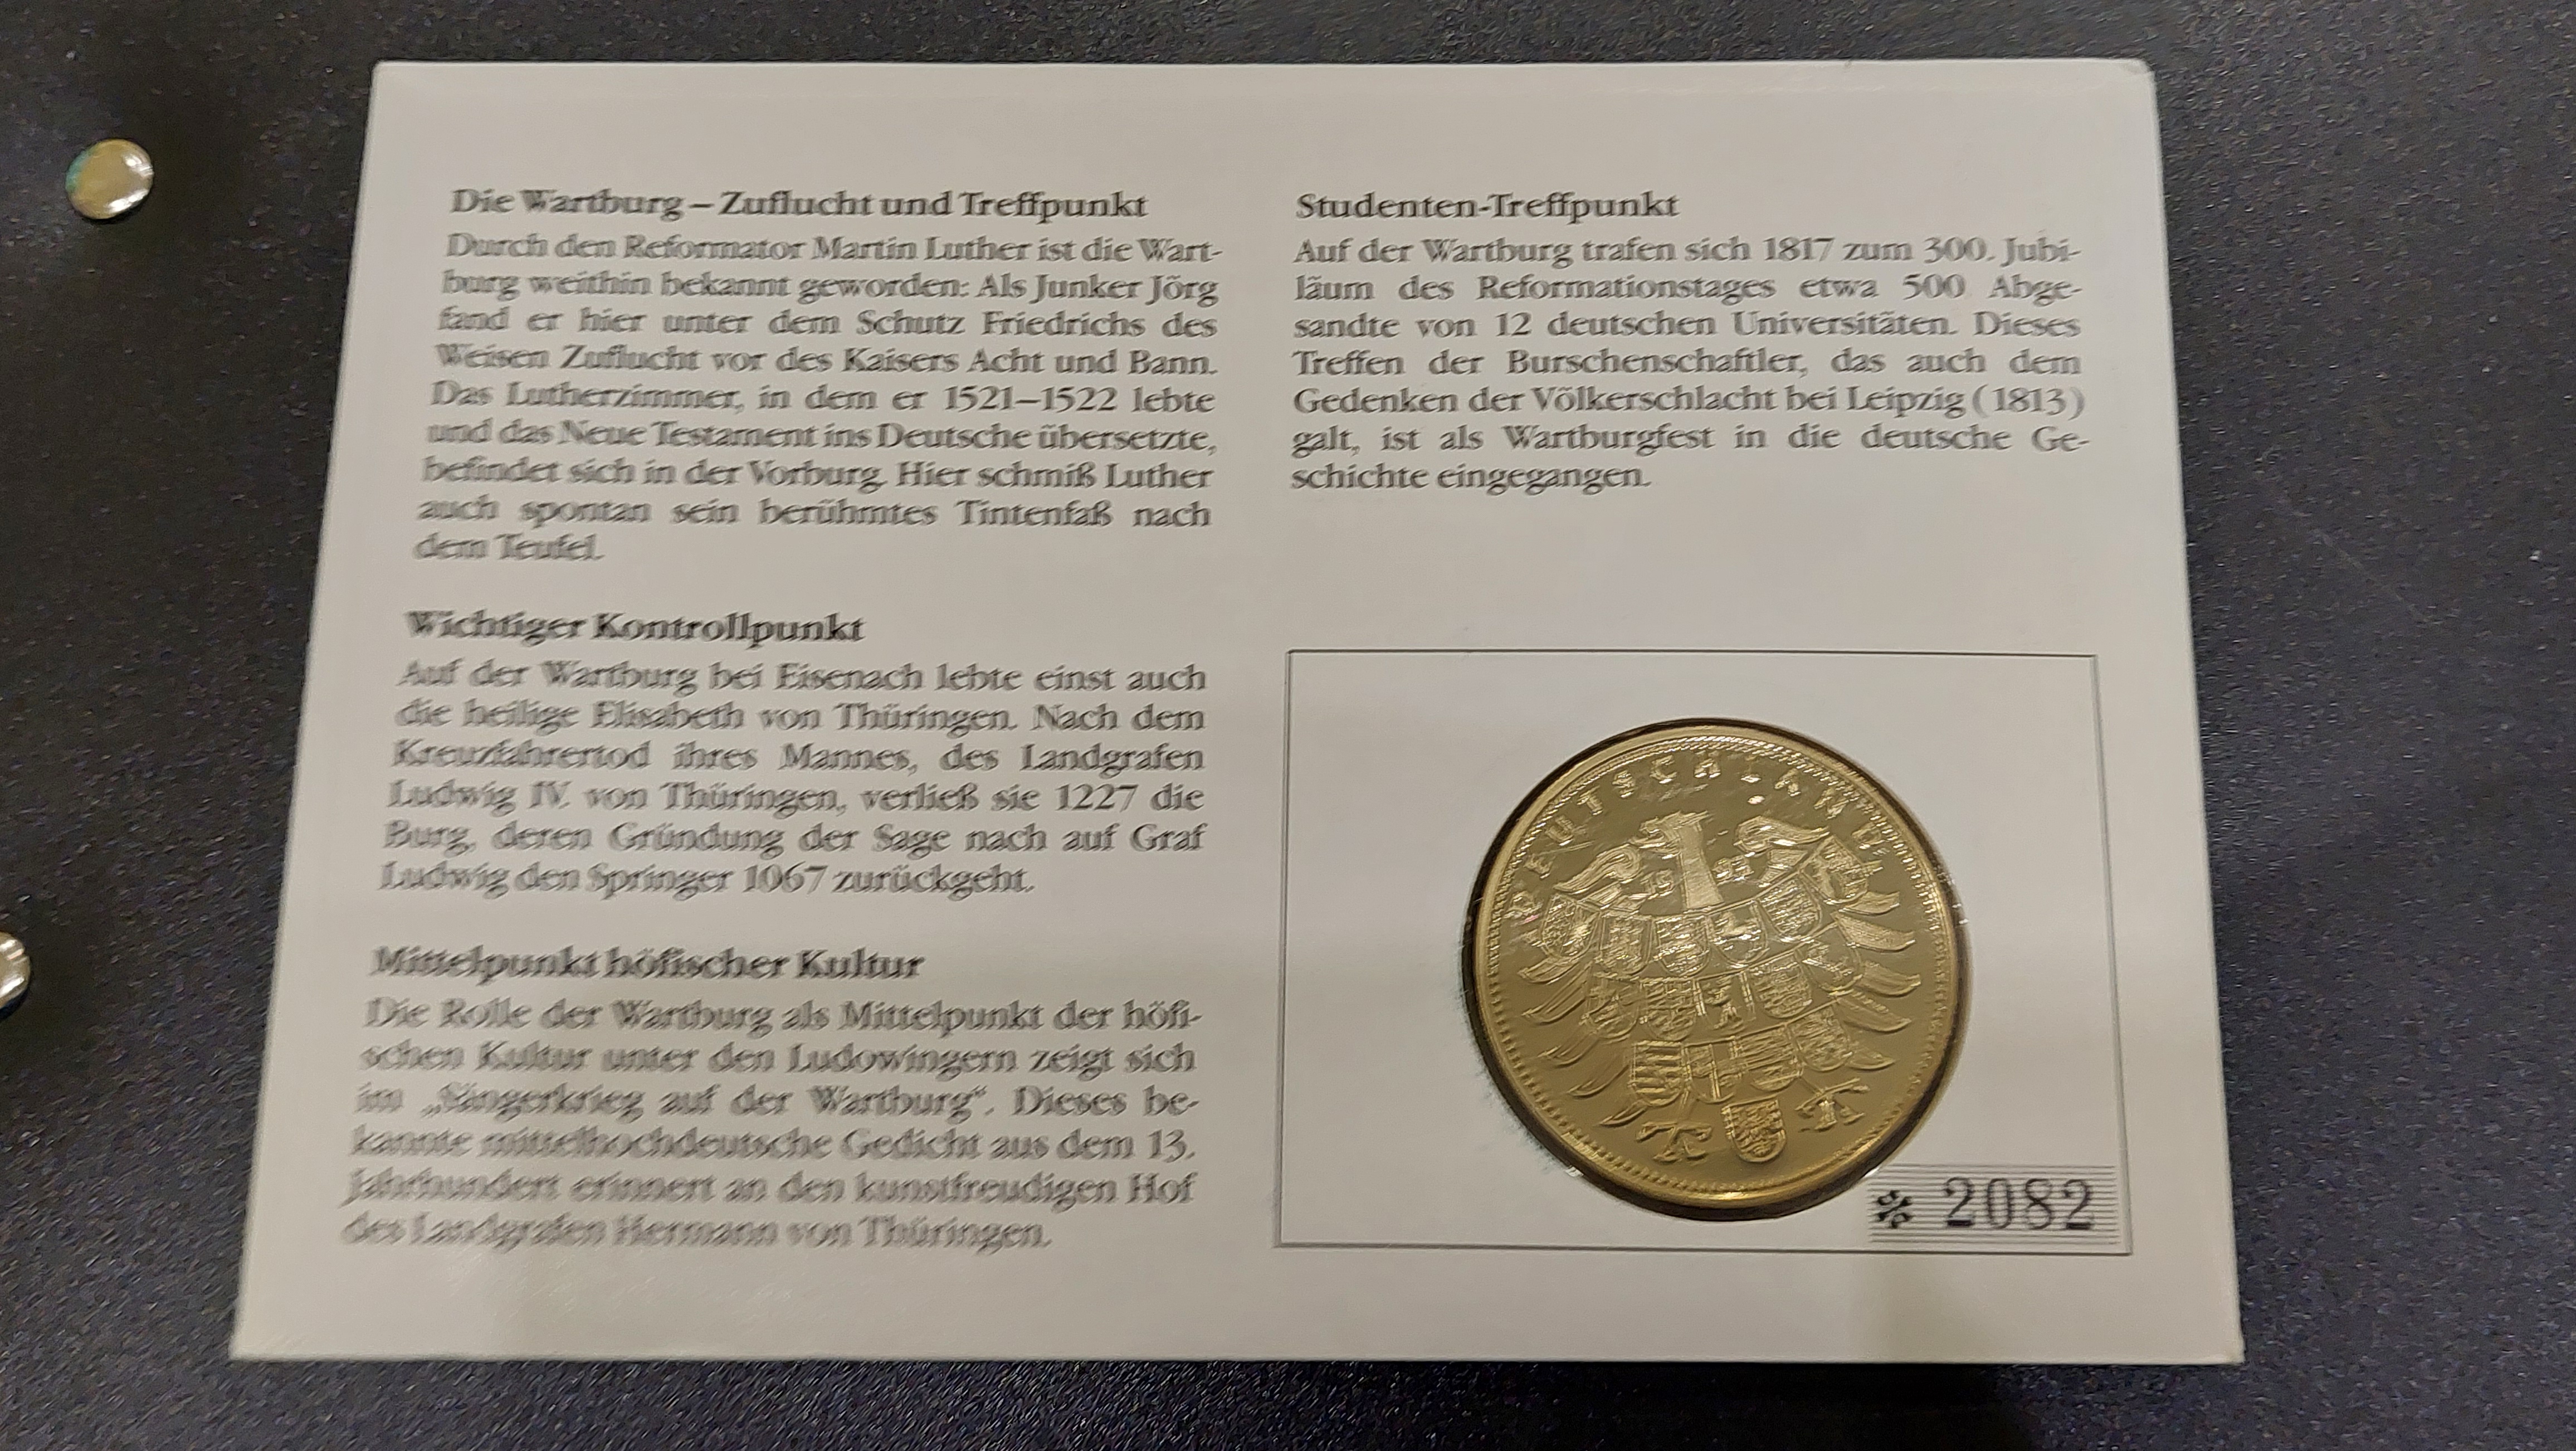 Die Wartburg – Zuflucht und Treffpunkt
Durch den Reformator Martin Luther ist die Wart-
burg weithin bekannt geworden: Als Junker Jörg
fand er hier unter dem Schutz Friedrichs des
Weisen Zuflucht vor des Kaisers Acht und Bann.
Das Lutherzimmer, in dem er 1521–1522 lebte
und das Neue Testament ins Deutsche übersetzte,
befindet sich in der Vorburg. Hier schmiß Luther
auch spontan sein berühmtes Tintenfaß nach
dem Teufel.
Wichtiger Kontrollpunkt
Auf der Wartburg bei Eisenach lebte einst auch
die heilige Elisabeth von Thüringen. Nach dem
Kreuzfahrertod ihres Mannes, des Landgrafen
Ludwig IV. von Thüringen, verließ sie 1227 die
Burg, deren Gründung der Sage nach auf Graf
Ludwig den Springer 1067 zurückgeht.
Mittelpunkt höfischer Kultur
Die Rolle der Wartburg als Mittelpunkt der höfi-
schen Kultur unter den Ludowingern zeigt sich
im „Sängerkrieg auf der Wartburg“. Dieses be-
kannte mittelhochdeutsche Gedicht aus dem 13.
Jahrhundert erinnert an den kunstfreudigen Hof
des Landgrafen Hermann von Thüringen.
Studenten-Treffpunkt
Auf der Wartburg trafen sich 1817 zum 300. Jubi-
läum des Reformationstages etwa 500 Abge-
sandte von 12 deutschen Universitäten. Dieses
Treffen der Burschenschaftler, das auch dem
Gedenken der Völkerschlacht bei Leipzig (1813)
galt, ist als Wartburgfest in die deutsche Ge-
schichte eingegangen.
DEUTSCHLAND
2082